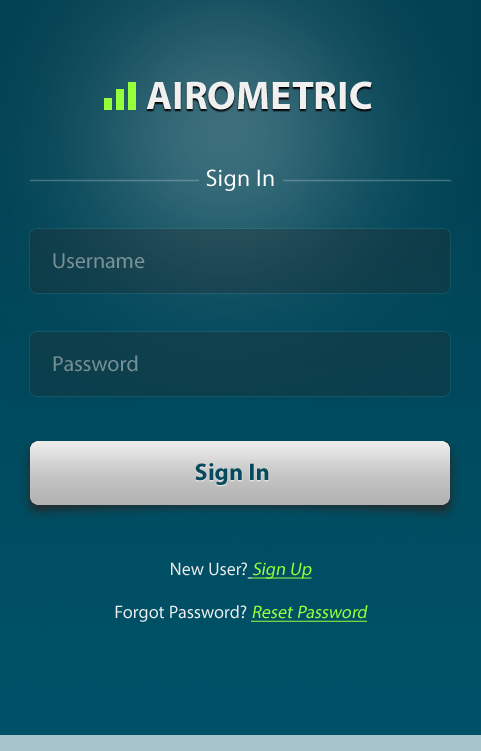 AIROMETRIC
Sign In
Username
Password
Sign In
New User? Sign Up
Forgot Password? Reset Password